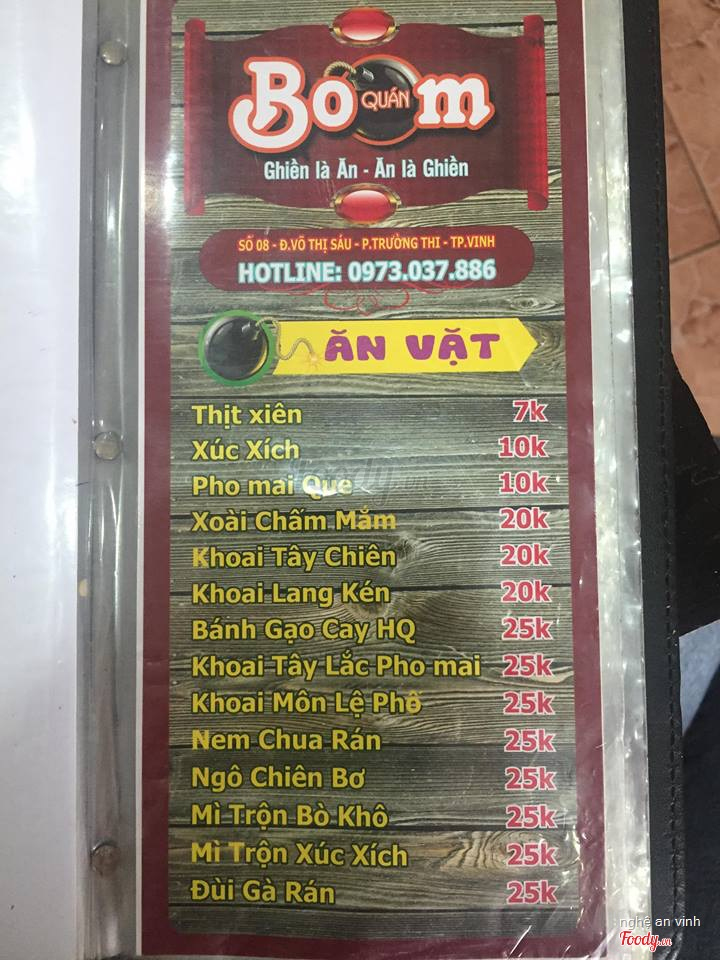 Boom
QUÁN
Ghiền là Ăn - Ăn là Ghiền
SỐ 08 - Đ.VÕ THỊ SÁU - P.TRƯỜNG THI - TP.VINH
HOTLINE: 0973.037.886
ĂN VẶT
Thịt xiên 7k
Xúc Xích 10k
Pho mai Que 10k
Xoài Chấm Mắm 20k
Khoai Tây Chiên 20k
Khoai Lang Kén 20k
Bánh Gạo Cay HQ 25k
Khoai Tây Lắc Pho mai 25k
Khoai Môn Lệ Phố 25k
Nem Chua Rán 25k
Ngô Chiên Bơ 25k
Mì Trộn Bò Khô 25k
Mì Trộn Xúc Xích 25k
Đùi Gà Rán 25k
nghệ an vinh
Foody.vn